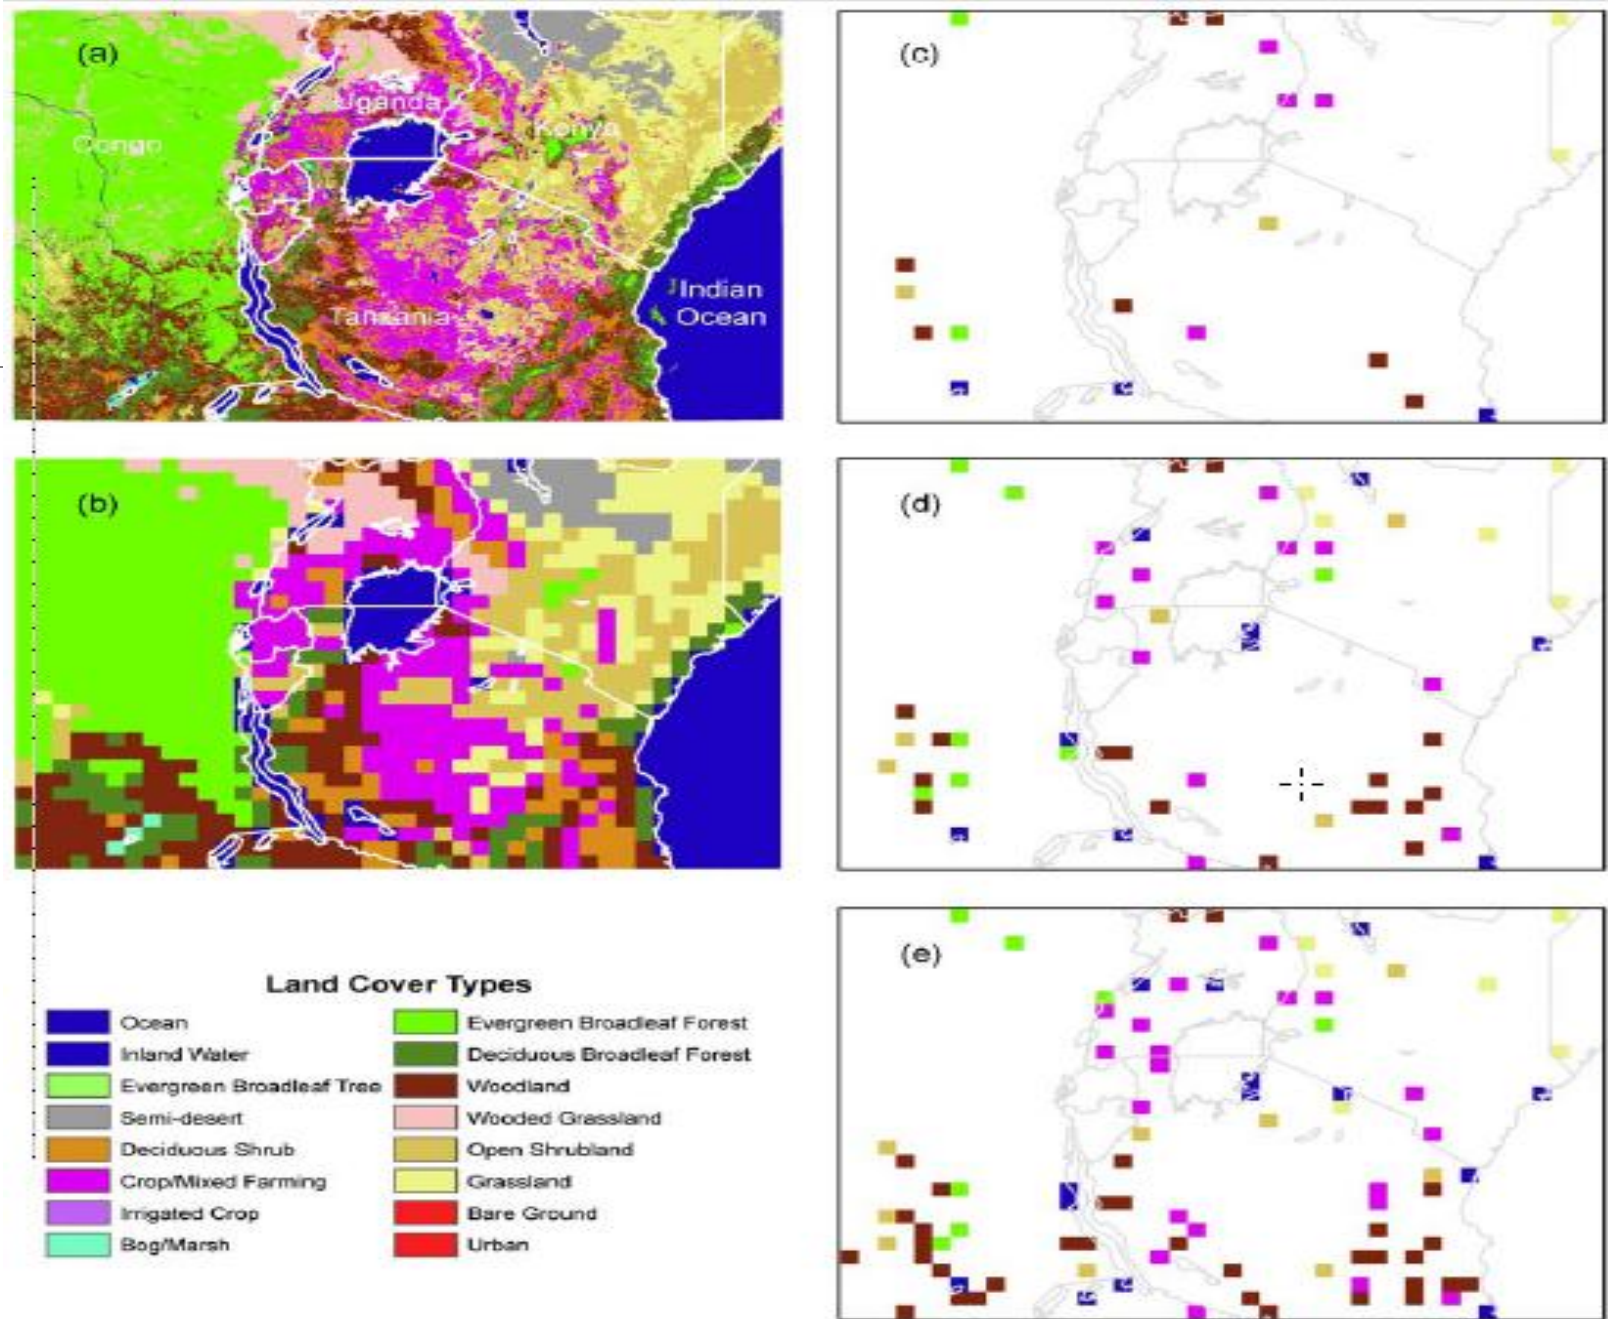 (a)
Uganda
Kenya
Congo
Indian
Ocean
Tanzania
(b)
(c)
(d)
(e)
Land Cover Types
Ocean
Inland Water
Evergreen Broadleaf Tree
Semi-desert
Deciduous Shrub
Crop/Mixed Farming
Irrigated Crop
Bog/Marsh
Evergreen Broadleaf Forest
Deciduous Broadleaf Forest
Woodland
Wooded Grassland
Open Shrubland
Grassland
Bare Ground
Urban